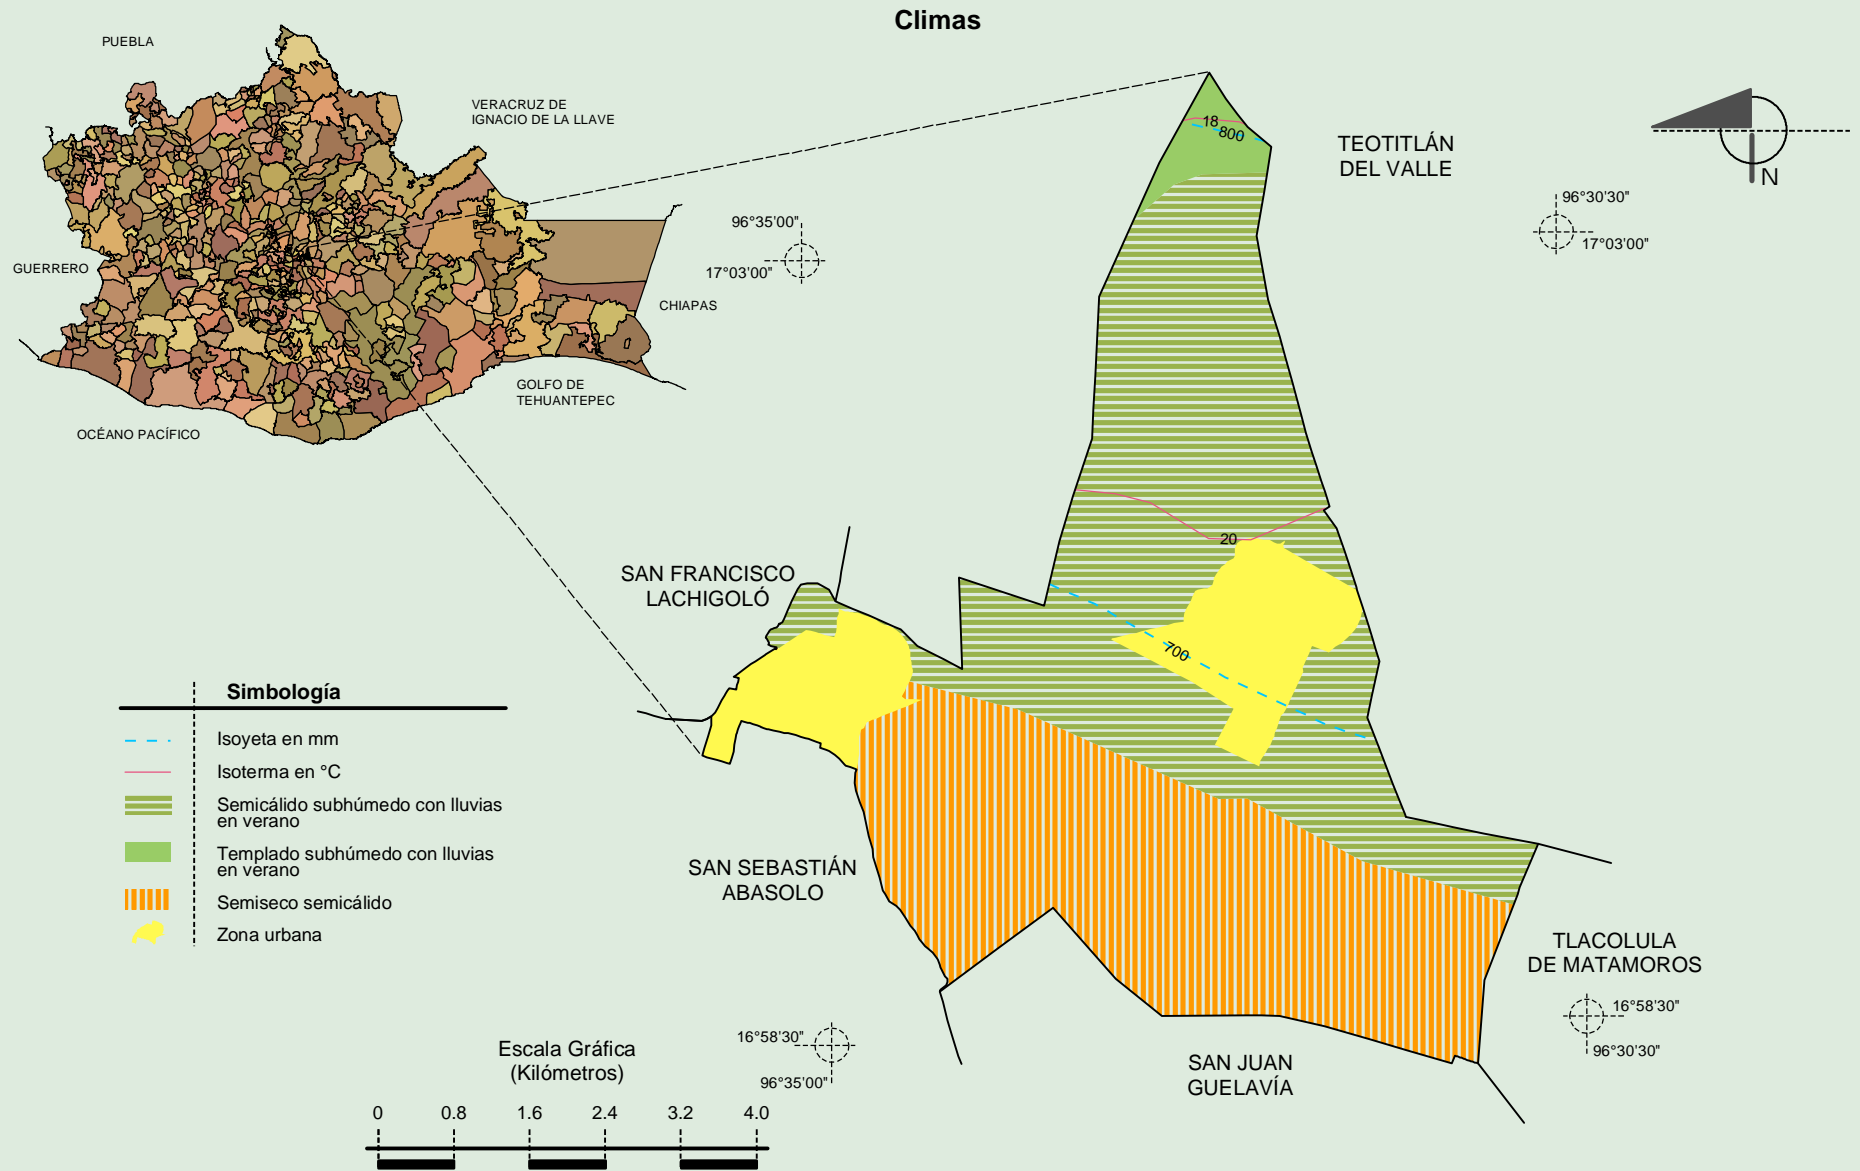 Climas
PUEBLA
VERACRUZ DE
IGNACIO DE LA LLAVE
GUERRERO
CHIAPAS
GOLFO DE
TEHUANTEPEC
OCÉANO PACÍFICO
18
800
TEOTITLÁN
DEL VALLE
N
96°35'00"
17°03'00"
96°30'30"
17°03'00"
20
700
SAN FRANCISCO
LACHIGOLÓ
SAN SEBASTIÁN
ABASOLO
TLACOLULA
DE MATAMOROS
SAN JUAN
GUELAVÍA
16°58'30"
96°35'00"
16°58'30"
96°30'30"
Simbología
Isoyeta en mm
Isoterma en °C
Semicálido subhúmedo con lluvias
en verano
Templado subhúmedo con lluvias
en verano
Semiseco semicálido
Zona urbana
Escala Gráfica
(Kilómetros)
0 0.8 1.6 2.4 3.2 4.0